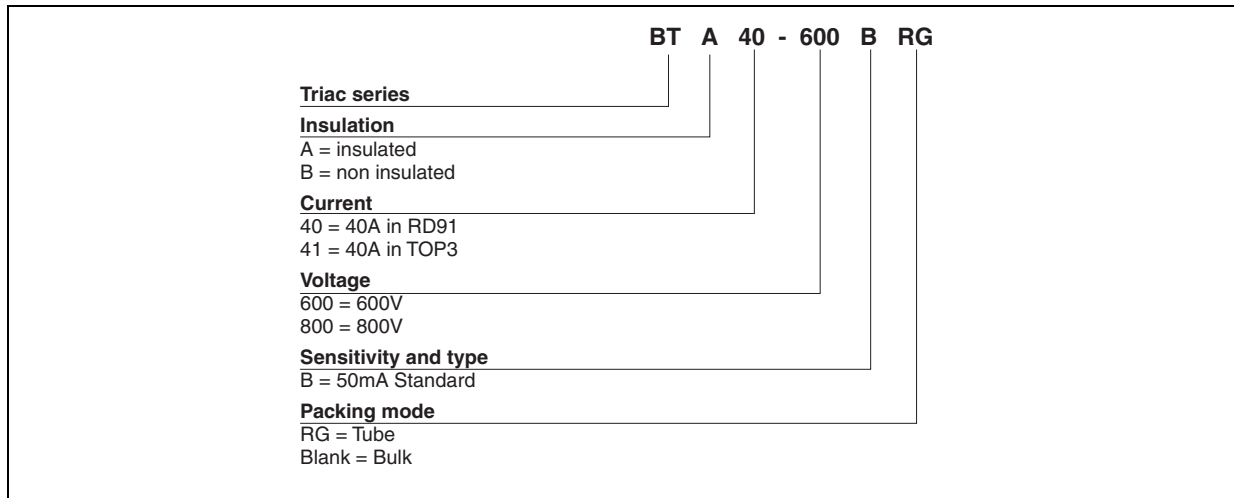 BT A 40 - 600 B RG
Triac series
Insulation
A = insulated
B = non insulated
Current
40 = 40A in RD91
41 = 40A in TOP3
Voltage
600 = 600V
800 = 800V
Sensitivity and type
B = 50mA Standard
Packing mode
RG = Tube
Blank = Bulk